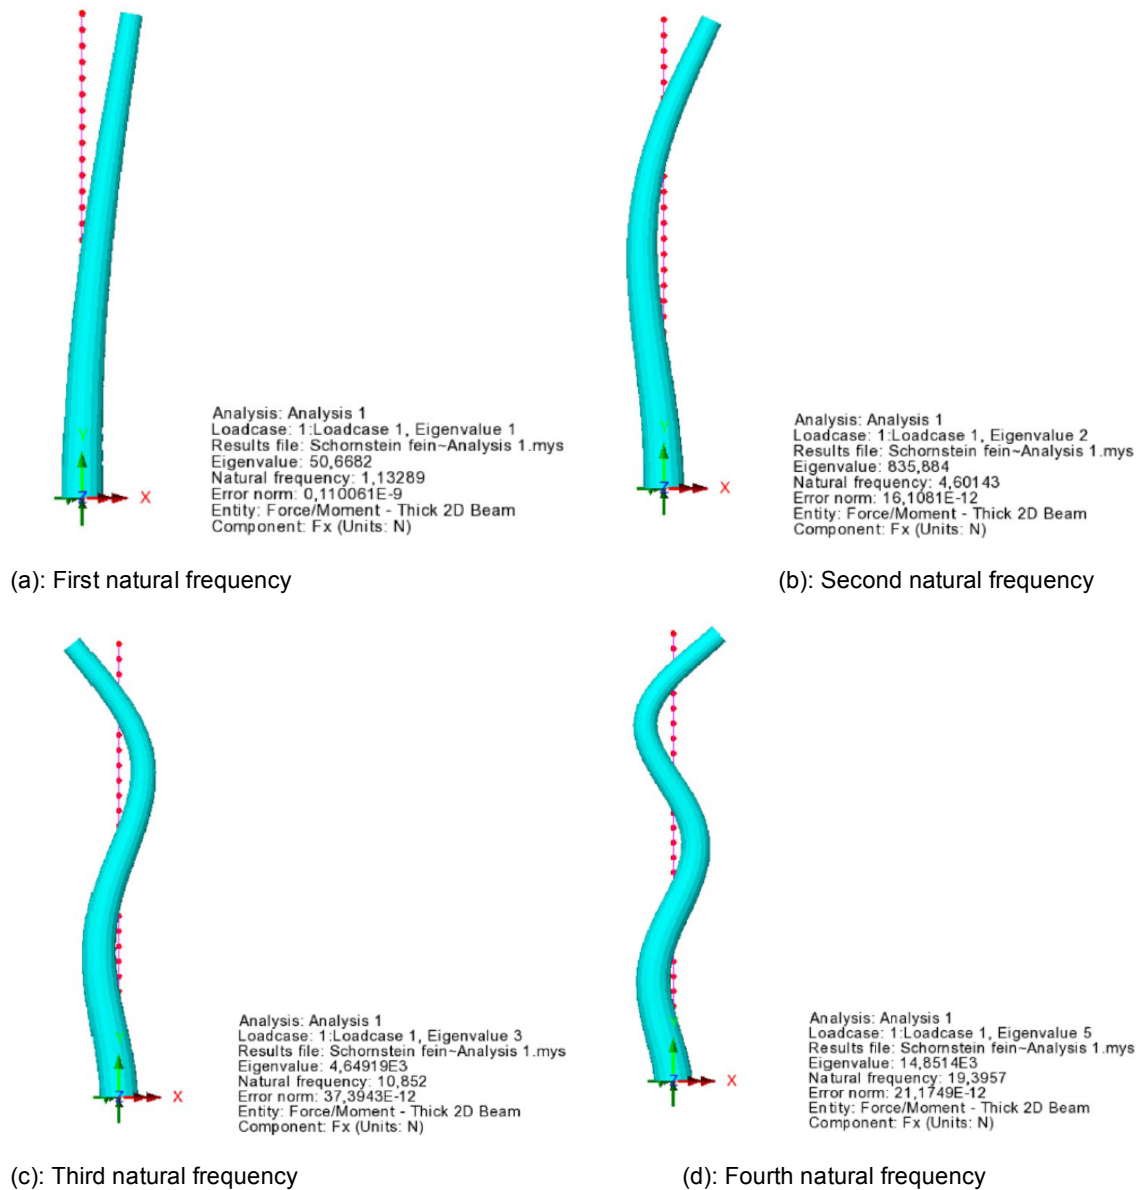 Y
Z
X
Analysis: Analysis 1
Loadcase: 1:Loadcase 1, Eigenvalue 1
Results file: Schornstein fein~Analysis 1.mys
Eigenvalue: 50,6682
Natural frequency: 1,13289
Error norm: 0,110061E-9
Entity: Force/Moment - Thick 2D Beam
Component: Fx (Units: N)
(a): First natural frequency
Y
Z
X
Analysis: Analysis 1
Loadcase: 1:Loadcase 1, Eigenvalue 2
Results file: Schornstein fein~Analysis 1.mys
Eigenvalue: 835,884
Natural frequency: 4,60143
Error norm: 16,1081E-12
Entity: Force/Moment - Thick 2D Beam
Component: Fx (Units: N)
(b): Second natural frequency
Y
Z
X
Analysis: Analysis 1
Loadcase: 1:Loadcase 1, Eigenvalue 3
Results file: Schornstein fein~Analysis 1.mys
Eigenvalue: 4,64919E3
Natural frequency: 10,852
Error norm: 37,3943E-12
Entity: Force/Moment - Thick 2D Beam
Component: Fx (Units: N)
(c): Third natural frequency
Z
X
Analysis: Analysis 1
Loadcase: 1:Loadcase 1, Eigenvalue 5
Results file: Schornstein fein~Analysis 1.mys
Eigenvalue: 14,8514E3
Natural frequency: 19,3957
Error norm: 21,1749E-12
Entity: Force/Moment - Thick 2D Beam
Component: Fx (Units: N)
(d): Fourth natural frequency